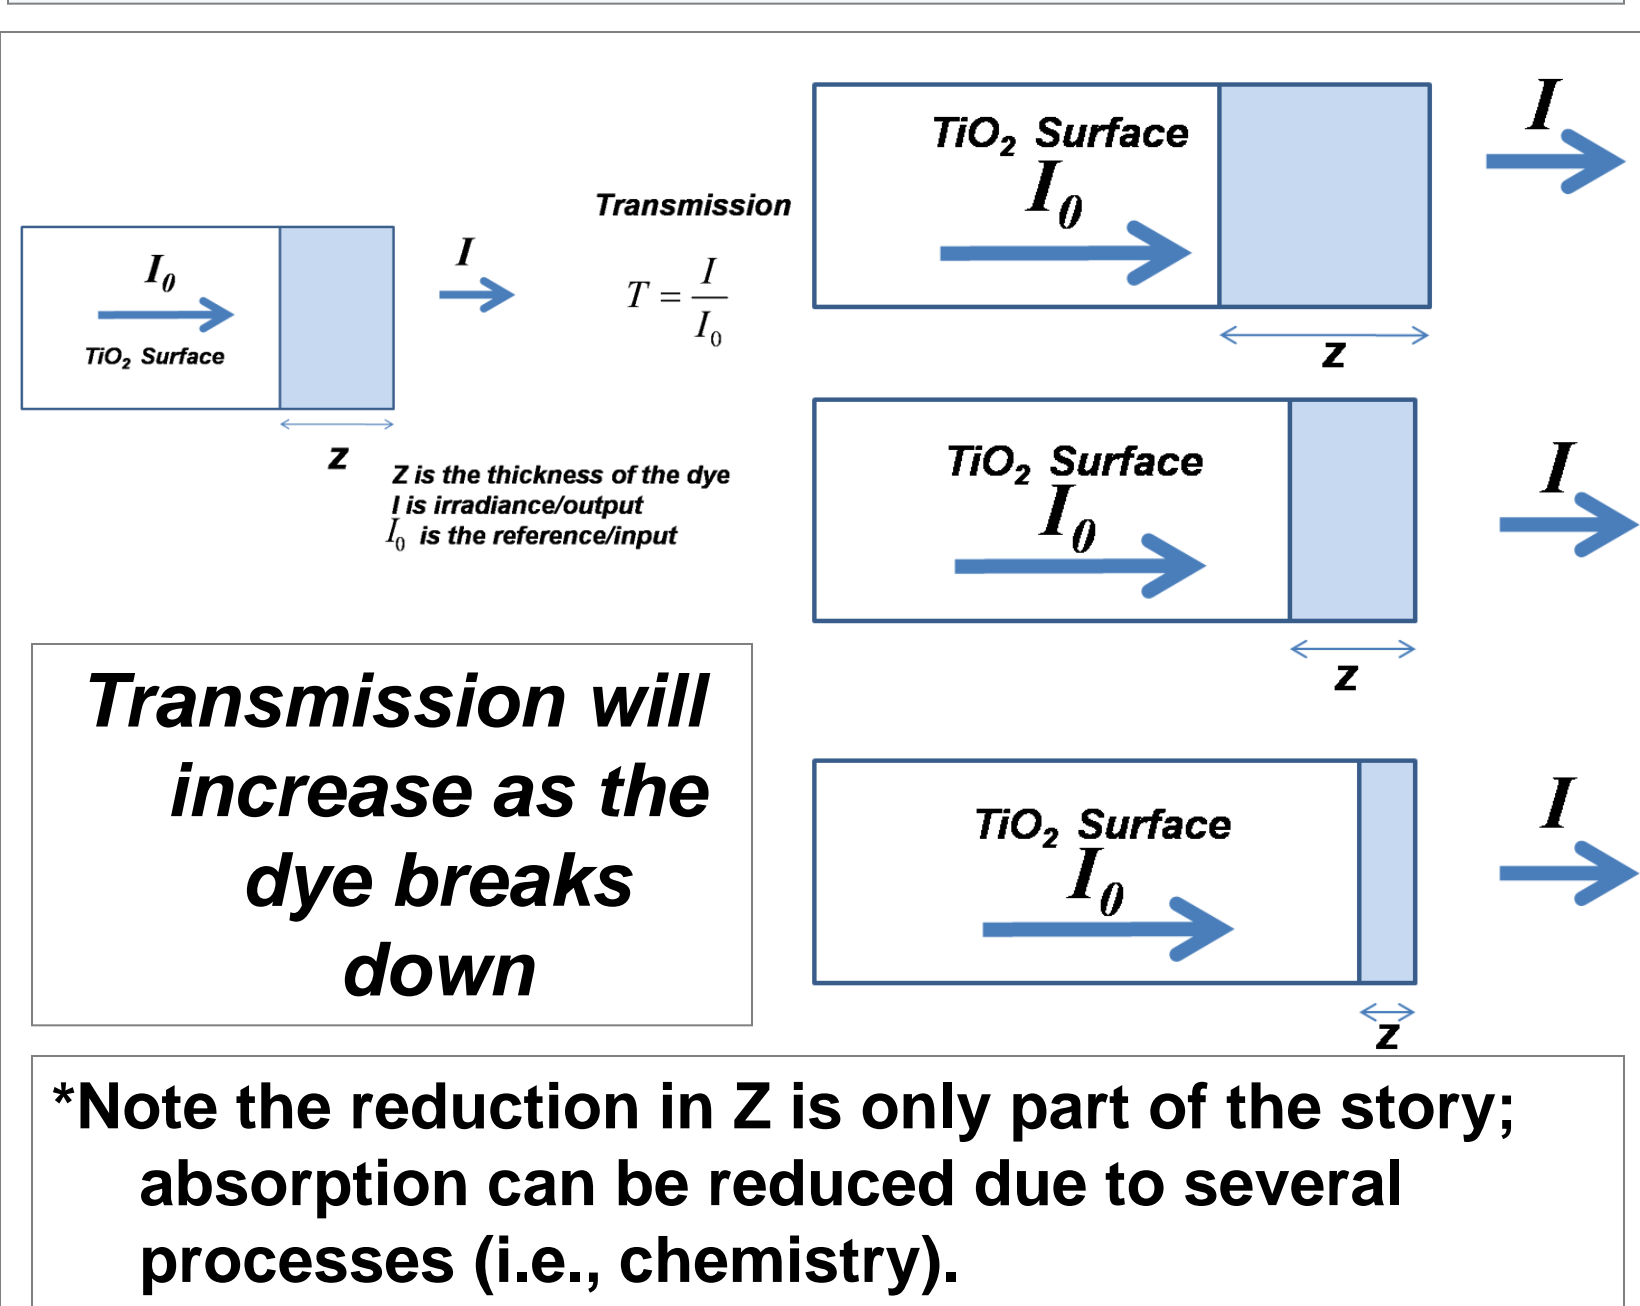 I₀
TiO₂ Surface
z
I
Transmission
T = I / I₀
Z is the thickness of the dye
I is irradiance/output
I₀ is the reference/input
TiO₂ Surface
I₀
I
z
TiO₂ Surface
I₀
I
z
TiO₂ Surface
I₀
I
z
Transmission will
increase as the
dye breaks
down
*Note the reduction in Z is only part of the story;
absorption can be reduced due to several
processes (i.e., chemistry).